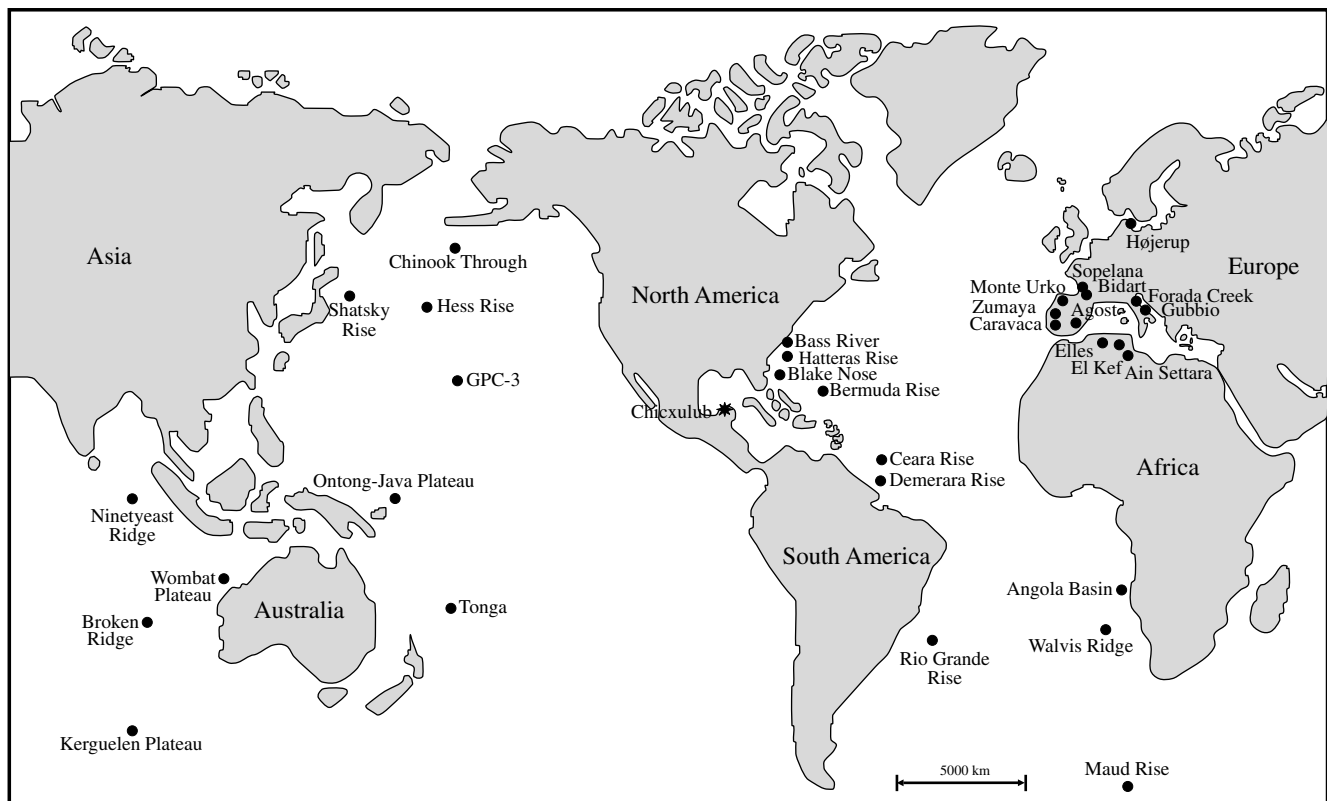 Asia
North America
Europe
Africa
South America
Australia
Højerup
Chinook Through
Shatsky
Rise
Hess Rise
GPC-3
Sopelana
Bidart
Monte Urko
Zumaya
Caravaca
Agost
Forada Creek
Gubbio
Elles
El Kef
Ain Settara
Bass River
Hatteras Rise
Blake Nose
Bermuda Rise
Chicxulub
Ceara Rise
Demerara Rise
Ontong-Java Plateau
Ninetyeast
Ridge
Wombat
Plateau
Broken
Ridge
Tonga
Angola Basin
Walvis Ridge
Rio Grande
Rise
Kerguelen Plateau
5000 km
Maud Rise